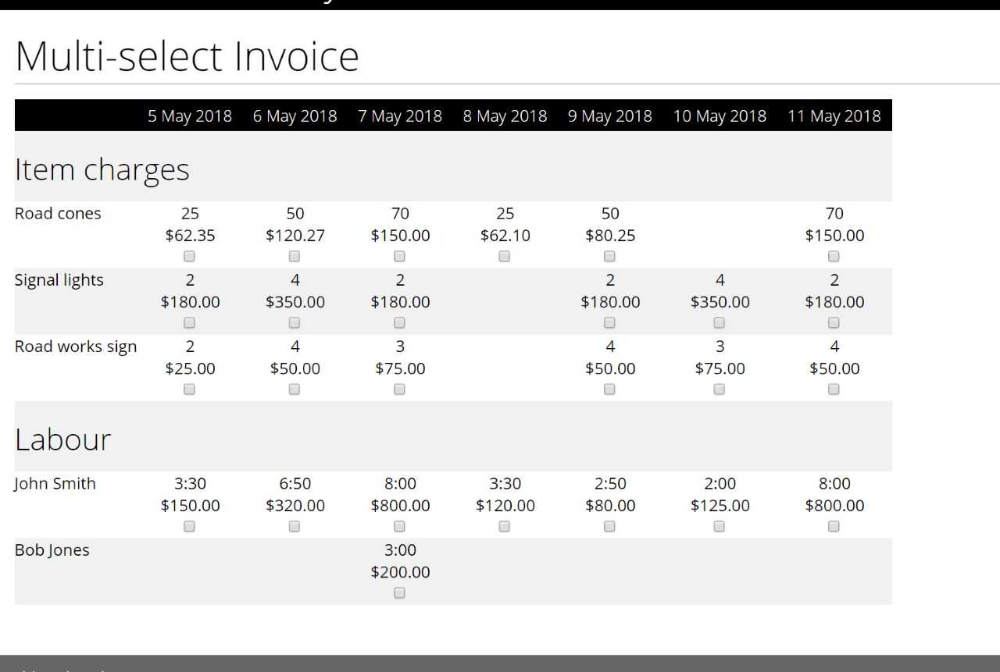 Multi-select Invoice
5 May 2018 6 May 2018 7 May 2018 8 May 2018 9 May 2018 10 May 2018 11 May 2018
Item charges
Road cones 25 50 70 25 50 70
$62.35 $120.27 $150.00 $62.10 $80.25 $150.00
Signal lights 2 4 2 2 4 2
$180.00 $350.00 $180.00 $180.00 $350.00 $180.00
Road works sign 2 4 3 4 3 4
$25.00 $50.00 $75.00 $50.00 $75.00 $50.00
Labour
John Smith 3:30 6:50 8:00 3:30 2:50 2:00 8:00
$150.00 $320.00 $800.00 $120.00 $80.00 $125.00 $800.00
Bob Jones 3:00
$200.00